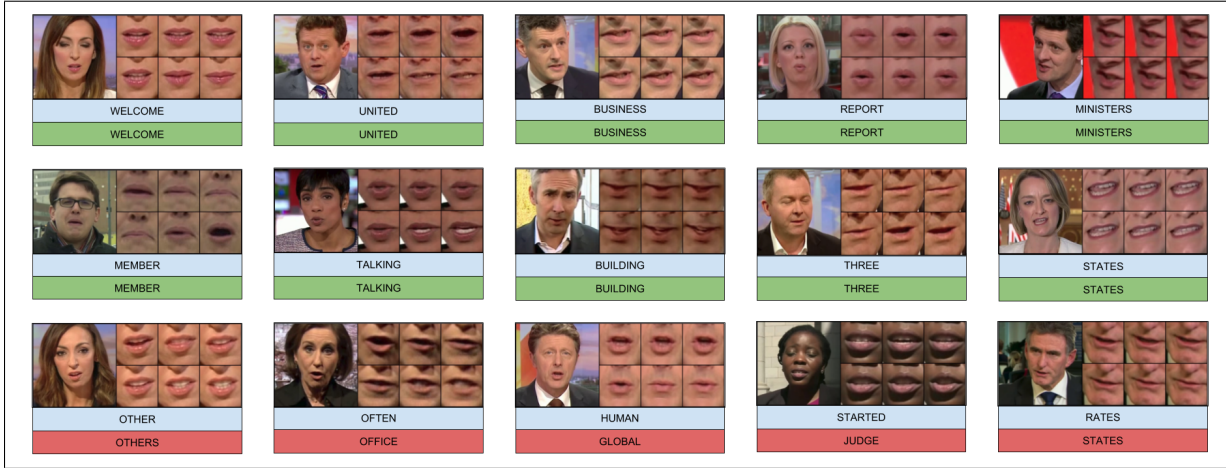 WELCOME
WELCOME
UNITED
UNITED
BUSINESS
BUSINESS
REPORT
REPORT
MINISTERS
MINISTERS
MEMBER
MEMBER
TALKING
TALKING
BUILDING
BUILDING
THREE
THREE
STATES
STATES
OTHER
OTHERS
OFTEN
OFFICE
HUMAN
GLOBAL
STARTED
JUDGE
RATES
STATES